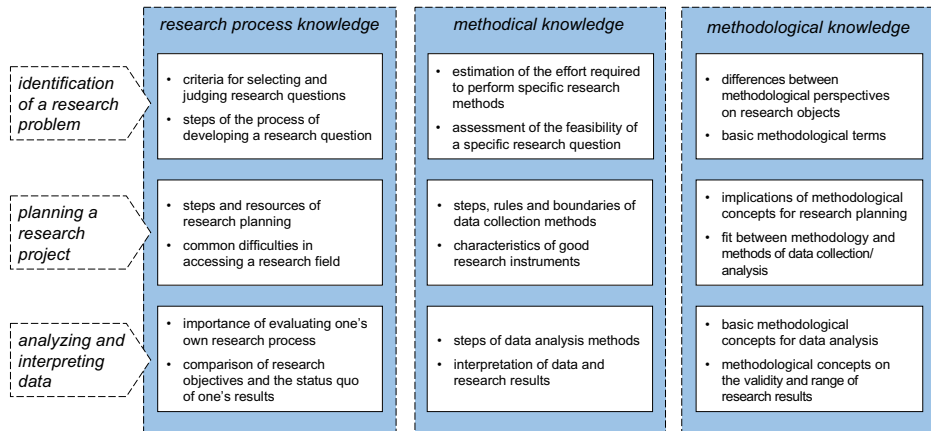 research process knowledge
methodical knowledge
methodological knowledge
identification
of a research
problem
• criteria for selecting and
judging research questions
• steps of the process of
developing a research question
• estimation of the effort required
to perform specific research
methods
• assessment of the feasibility of
a specific research question
• differences between
methodological perspectives
on research objects
• basic methodological terms
planning a
research
project
• steps and resources of
research planning
• common difficulties in
accessing a research field
• steps, rules and boundaries of
data collection methods
• characteristics of good
research instruments
• implications of methodological
concepts for research planning
• fit between methodology and
methods of data collection/
analysis
analyzing and
interpreting
data
• importance of evaluating one's
own research process
• comparison of research
objectives and the status quo
of one's results
• steps of data analysis methods
• interpretation of data and
research results
• basic methodological
concepts for data analysis
• methodological concepts on
the validity and range of
research results